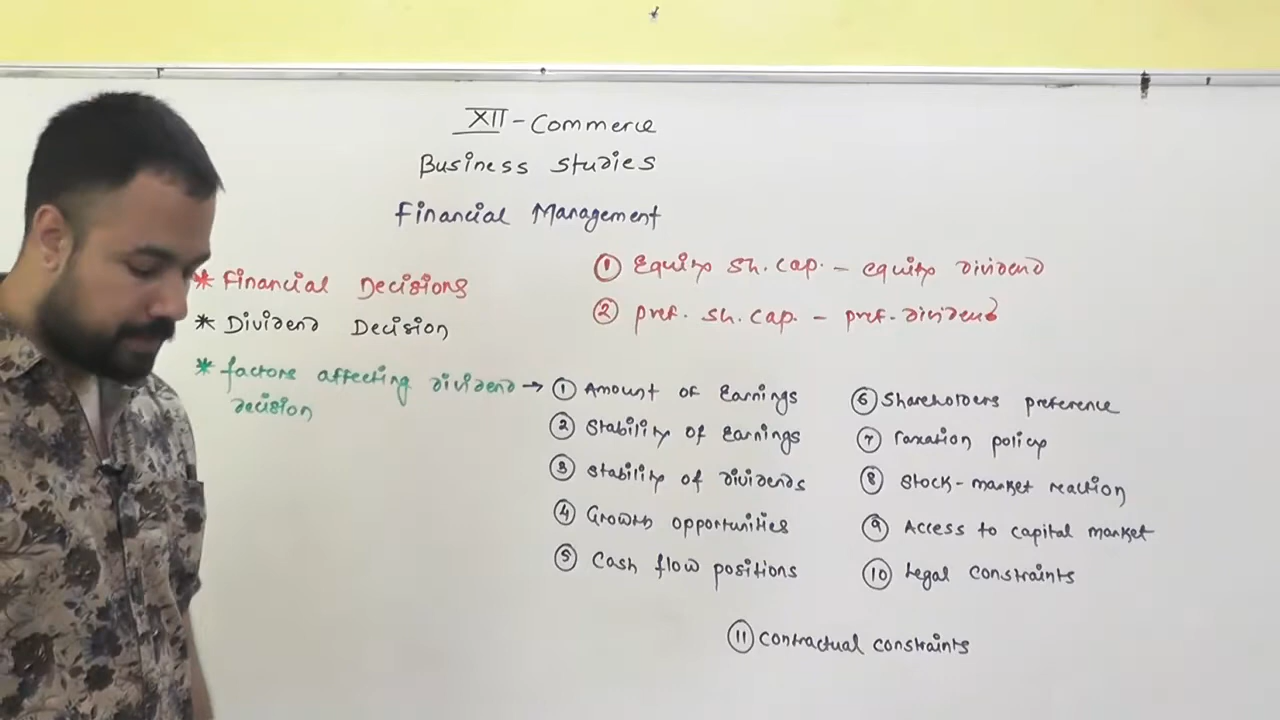 XII - Commerce
Business Studies
Financial Management
* Financial Decisions
* Dividend Decision
① Equity sh. cap. - equity dividend
② pref. sh. cap. - pref. dividend
* factors affecting dividend decision →
① Amount of Earnings
② Stability of Earnings
③ Stability of dividends
④ Growth opportunities
⑤ Cash flow positions
⑥ Shareholders preference
⑦ Taxation policy
⑧ Stock-market reaction
⑨ Access to capital market
⑩ Legal constraints
⑪ Contractual constraints